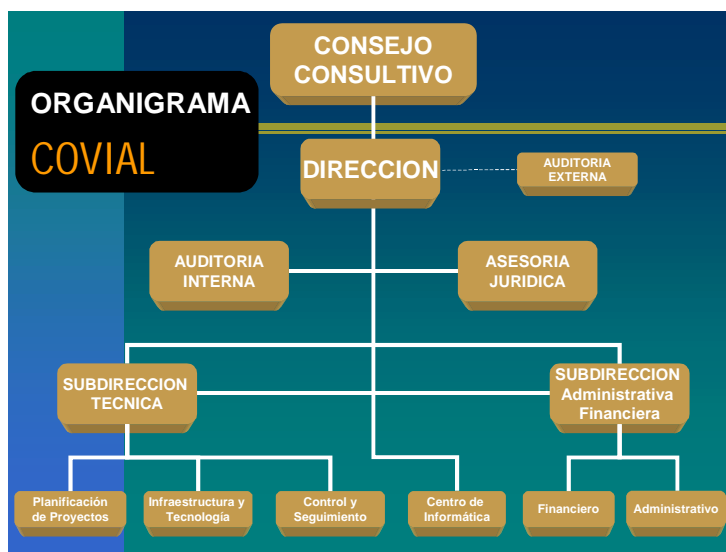 CONSEJO
CONSULTIVO
ORGANIGRAMA
COVIAL
DIRECCION
AUDITORIA
EXTERNA
AUDITORIA
INTERNA
ASESORIA
JURIDICA
SUBDIRECCION
TECNICA
SUBDIRECCION
Administrativa
Financiera
Planificación
de Proyectos
Infraestructura y
Tecnología
Control y
Seguimiento
Centro de
Informática
Financiero
Administrativo